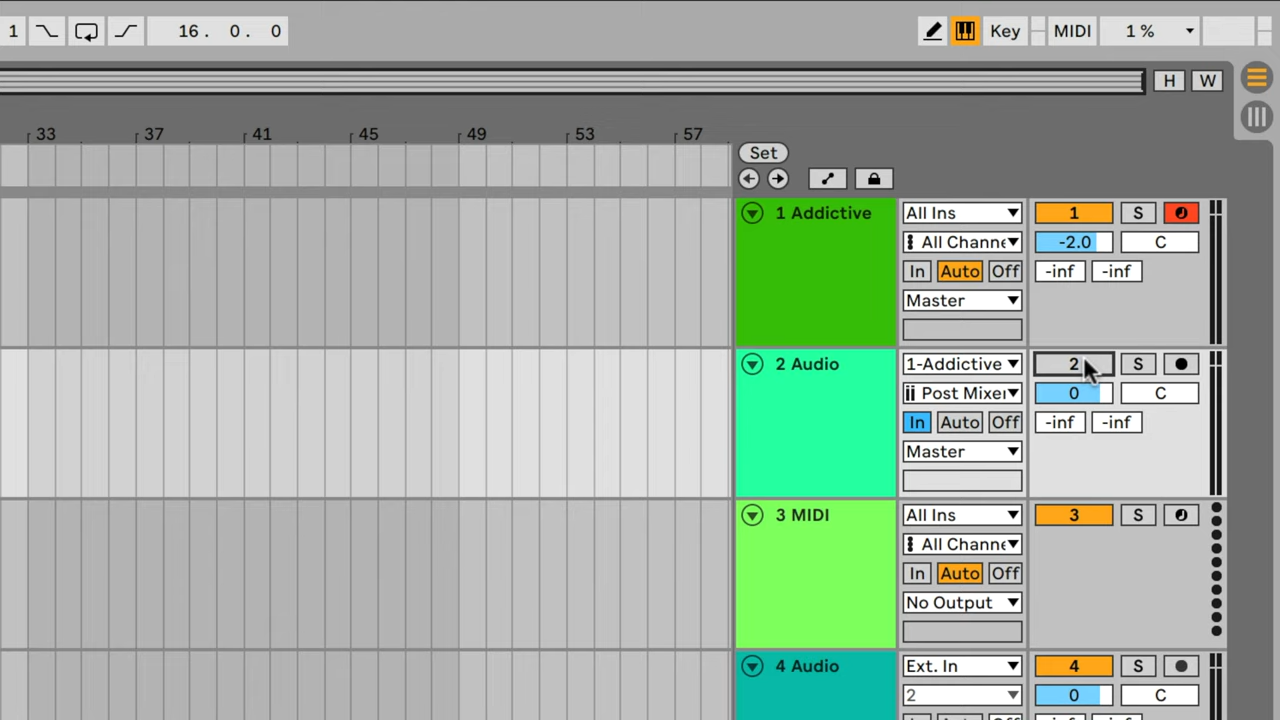 1 16. 0. 0 Key MIDI 1 %
H W
33 37 41 45 49 53 57
Set
1 Addictive All Ins 1 S
All Channe -2.0 C
In Auto Off -inf -inf
Master
2 Audio 1-Addictive 2 S
Post Mixer 0 C
In Auto Off -inf -inf
Master
3 MIDI All Ins 3 S
All Channe
In Auto Off
No Output
4 Audio Ext. In 4 S
2 0 C